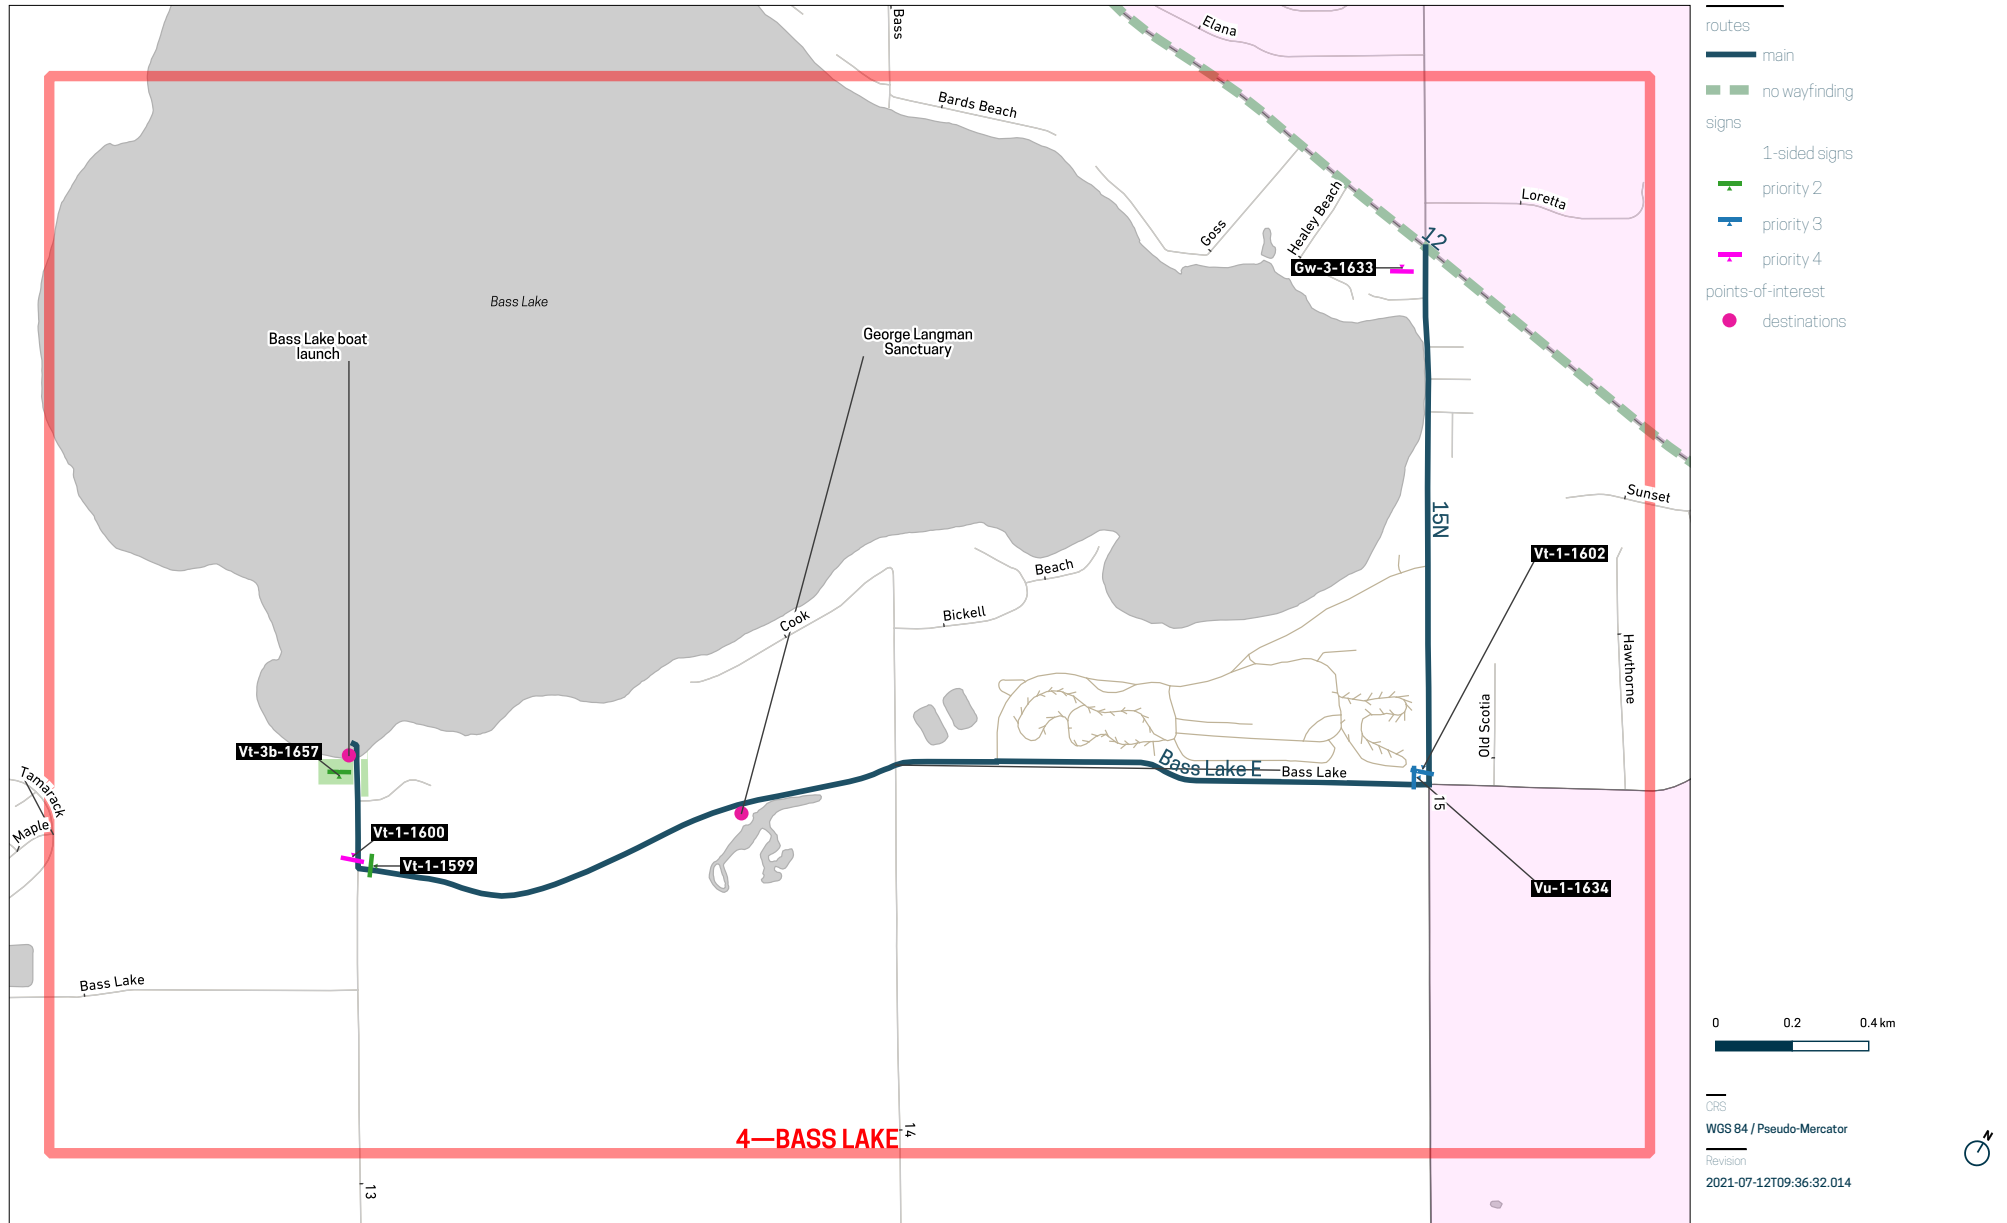 Bass
Elana
Bards Beach
Goss
Healey Beach
Loretta
12
Gw-3-1633
Bass Lake
Bass Lake boat
launch
George Langman
Sanctuary
15N
Sunset
Vt-1-1602
Beach
Bickell
Cook
Hawthorne
Old Scotia
Vt-3b-1657
Bass Lake E
Bass Lake
15
Tamarack
Maple
Vt-1-1600
Vt-1-1599
Vu-1-1634
Bass Lake
4—BASS LAKE
14
13
routes
main
no wayfinding
signs
1-sided signs
priority 2
priority 3
priority 4
points-of-interest
destinations
0 0.2 0.4 km
CRS
WGS 84 / Pseudo-Mercator
Revision
2021-07-12T09:36:32.014
N